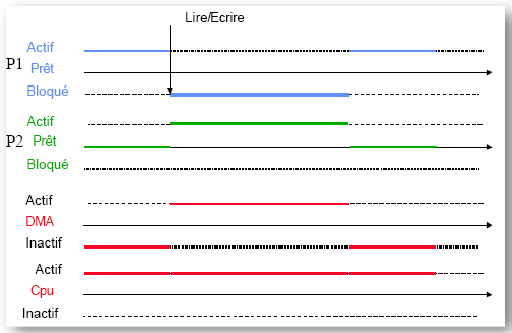 Lire/Ecrire
Actif
P1 Prêt
Bloqué
Actif
P2 Prêt
Bloqué
Actif
DMA
Inactif
Actif
Cpu
Inactif